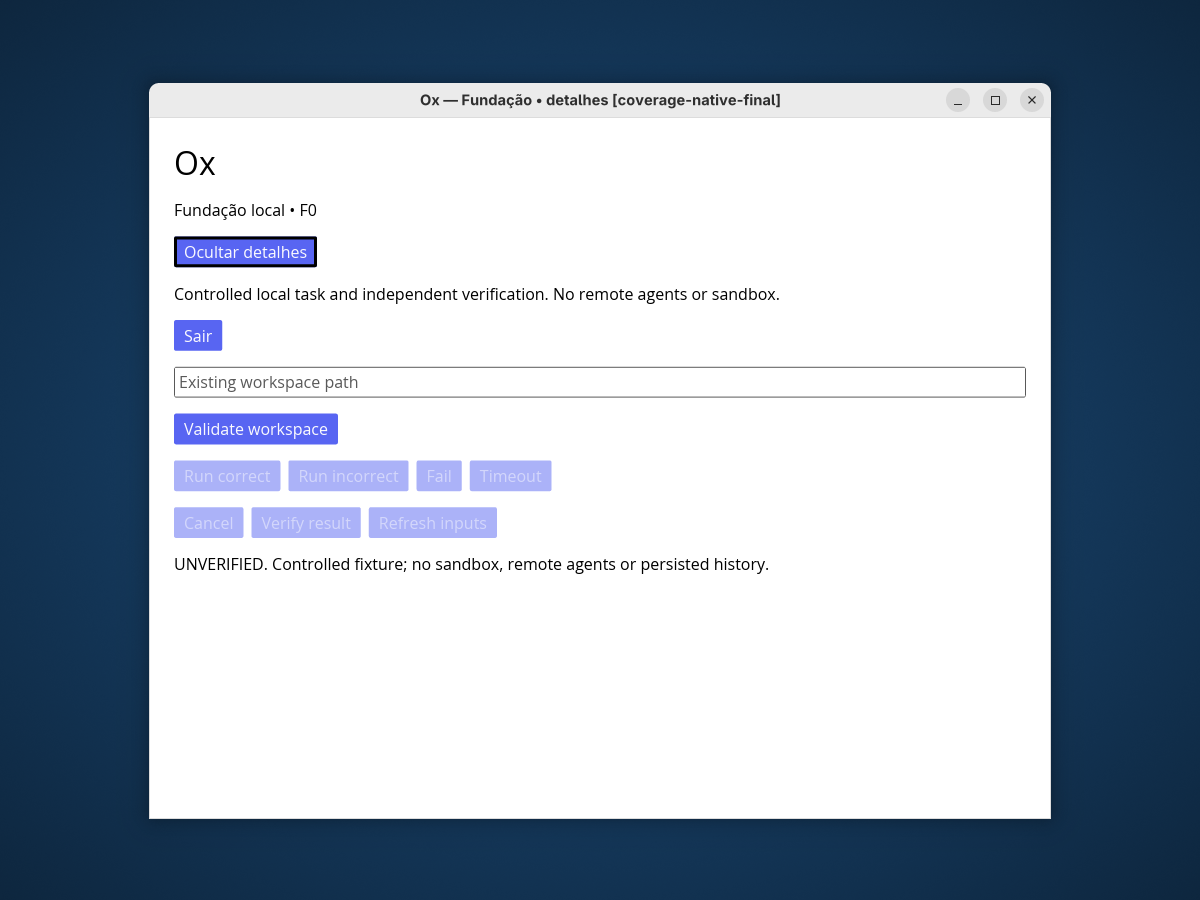 Ox — Fundação • detalhes [coverage-native-final]
Ox
Fundação local • F0
Ocultar detalhes
Controlled local task and independent verification. No remote agents or sandbox.
Sair
Existing workspace path
Validate workspace
Run correct Run incorrect Fail Timeout
Cancel Verify result Refresh inputs
UNVERIFIED. Controlled fixture; no sandbox, remote agents or persisted history.